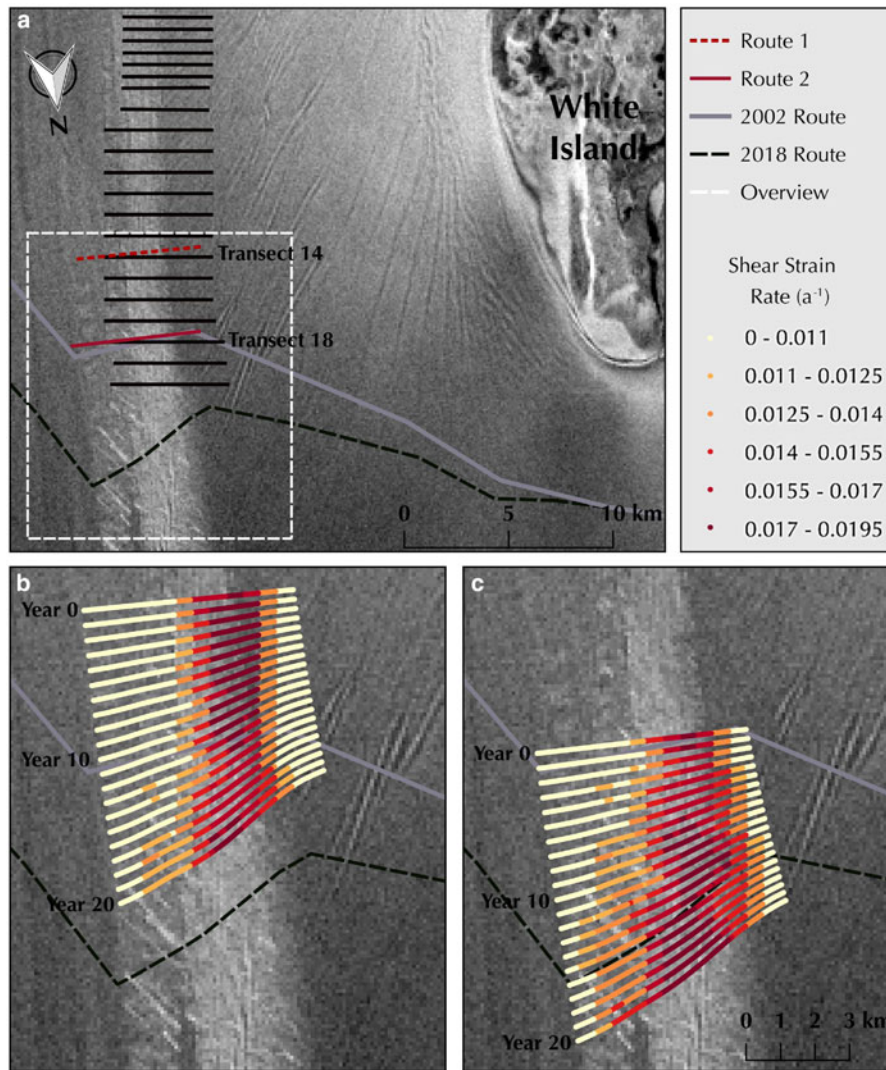 a
N
White
Island
Transect 14
Transect 18
0 5 10 km
Route 1
Route 2
2002 Route
2018 Route
Overview
Shear Strain
Rate (a⁻¹)
0 - 0.011
0.011 - 0.0125
0.0125 - 0.014
0.014 - 0.0155
0.0155 - 0.017
0.017 - 0.0195
b
Year 0
Year 10
Year 20
c
Year 0
Year 10
Year 20
0 1 2 3 km